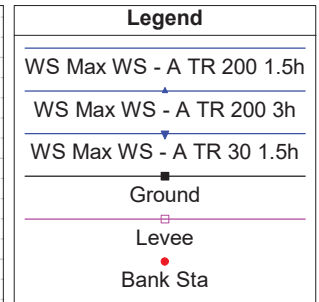 Legend
WS Max WS - A TR 200 1.5h
WS Max WS - A TR 200 3h
WS Max WS - A TR 30 1.5h
Ground
Levee
Bank Sta